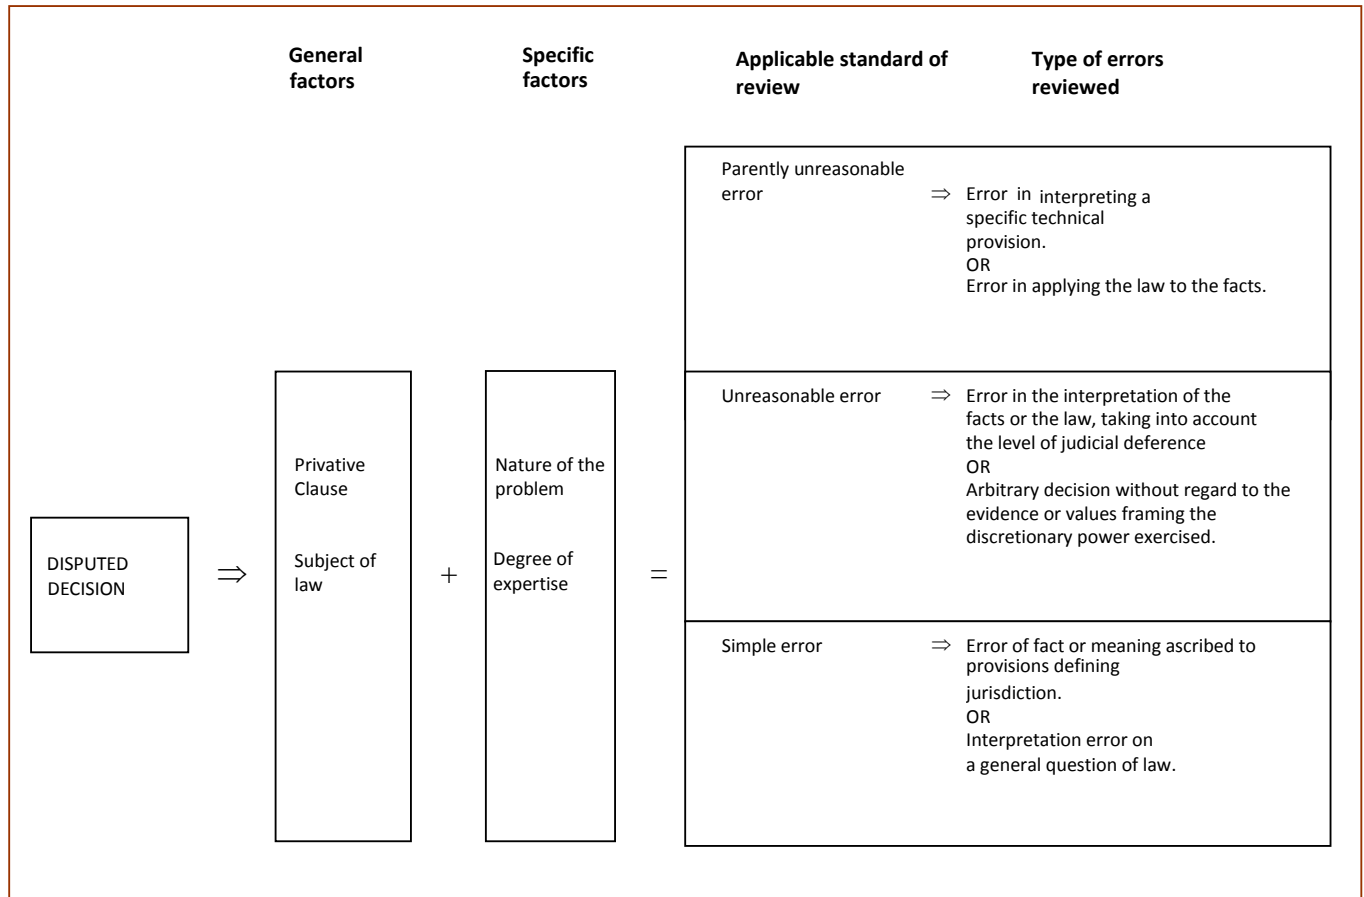 General
factors
Specific
factors
Applicable standard of
review
Type of errors
reviewed
DISPUTED
DECISION
⇒
Privative
Clause
Subject of
law
+
Nature of the
problem
Degree of
expertise
=
Parently unreasonable
error
⇒ Error in interpreting a
specific technical
provision.
OR
Error in applying the law to the facts.
Unreasonable error
⇒ Error in the interpretation of the
facts or the law, taking into account
the level of judicial deference
OR
Arbitrary decision without regard to the
evidence or values framing the
discretionary power exercised.
Simple error
⇒ Error of fact or meaning ascribed to
provisions defining
jurisdiction.
OR
Interpretation error on
a general question of law.